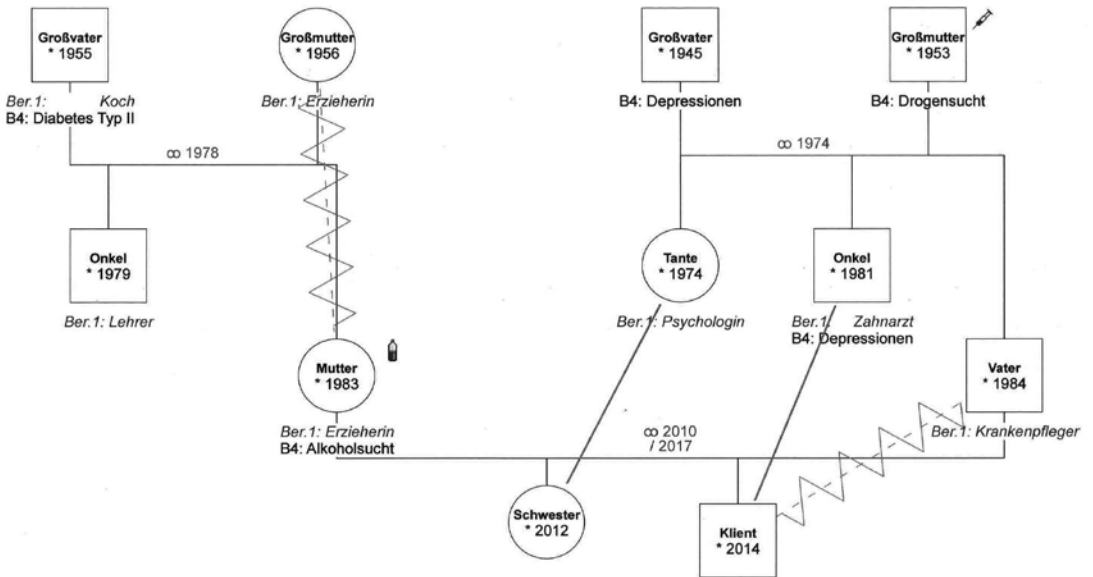 Großvater
* 1955
Ber.1: Koch
B4: Diabetes Typ II
Großmutter
* 1956
Ber.1: Erzieherin
Großvater
* 1945
B4: Depressionen
Großmutter
* 1953
B4: Drogensucht
⚭ 1978
⚭ 1974
Onkel
* 1979
Ber.1: Lehrer
Tante
* 1974
Ber.1: Psychologin
Onkel
* 1981
Ber.1: Zahnarzt
B4: Depressionen
Mutter
* 1983
Ber.1: Erzieherin
B4: Alkoholsucht
Vater
* 1984
Ber.1: Krankenpfleger
⚭ 2010
/ 2017
Schwester
* 2012
Klient
* 2014